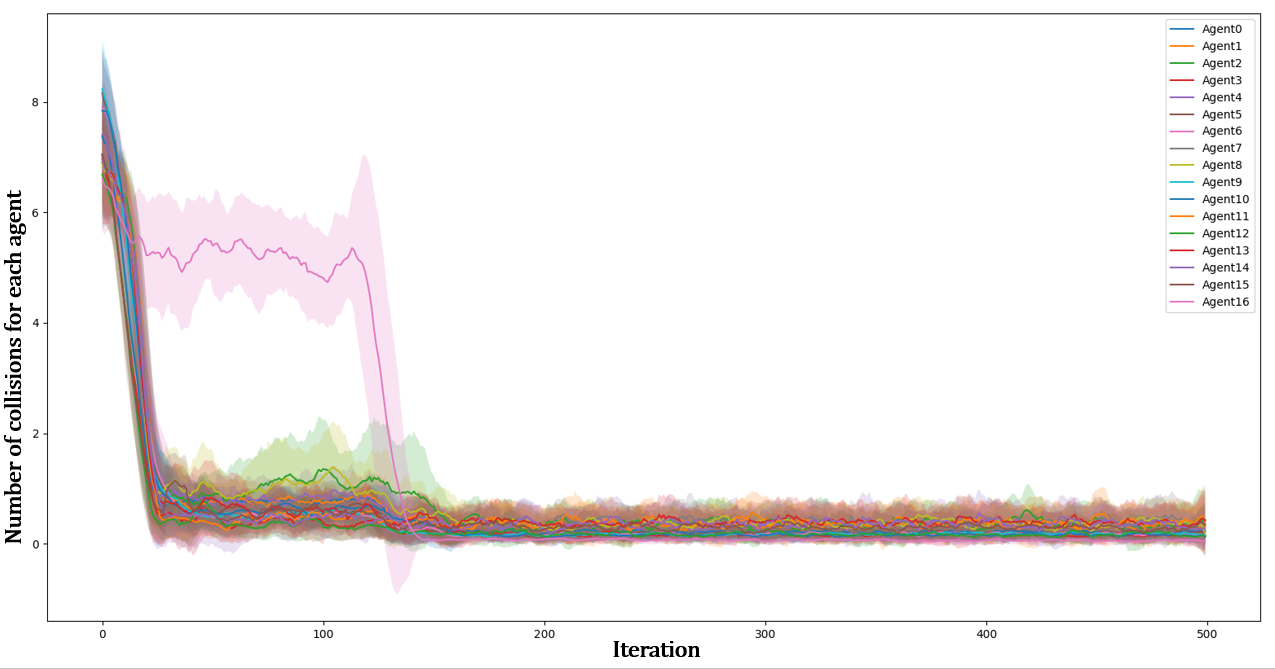 Number of collisions for each agent
8
6
4
2
0
0
100
200
300
400
500
Iteration
Agent0
Agent1
Agent2
Agent3
Agent4
Agent5
Agent6
Agent7
Agent8
Agent9
Agent10
Agent11
Agent12
Agent13
Agent14
Agent15
Agent16